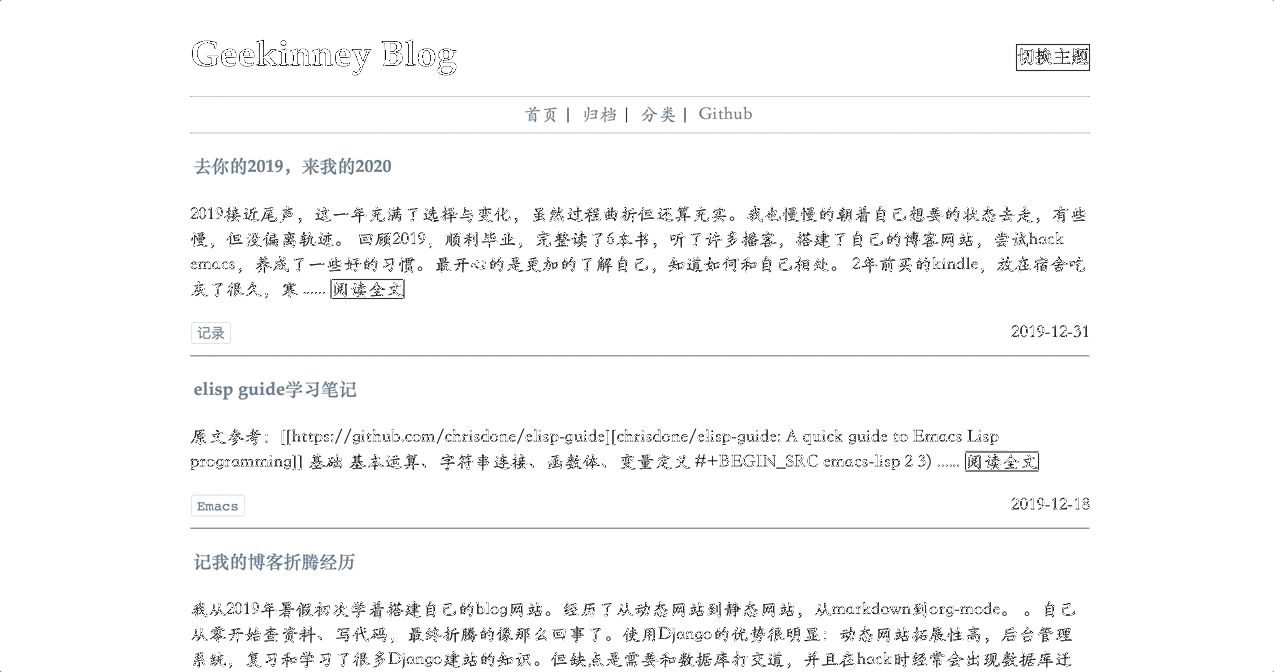 Geekinney Blog
切换主题
首页 | 归档 | 分类 | Github
去你的2019，来我的2020
2019接近尾声，这一年充满了选择与变化，虽然过程曲折但还算充实。我也慢慢的朝着自己想要的状态去走，有些
慢，但没偏离轨迹。 回顾2019，顺利毕业，完整读了6本书，听了许多播客，搭建了自己的博客网站，尝试hack
emacs，养成了一些好的习惯。最开心的是更加的了解自己，知道如何和自己相处。 2年前买的kindle，放在宿舍吃
灰了很久，寒 ...... 阅读全文
记录
2019-12-31
elisp guide学习笔记
原文参考：[[https://github.com/chrisdone/elisp-guide][chrisdone/elisp-guide: A quick guide to Emacs Lisp
programming]] 基础 基本运算、字符串连接、函数体、变量定义 #+BEGIN_SRC emacs-lisp 2 3) ...... 阅读全文
Emacs
2019-12-18
记我的博客折腾经历
我从2019年暑假初次学着搭建自己的blog网站。经历了从动态网站到静态网站，从markdown到org-mode。 。自己
从零开始查资料、写代码，最终折腾的像那么回事了。使用Django的优势很明显：动态网站拓展性高，后台管理
系统，复习和学习了很多Django建站的知识。但缺点是需要和数据库打交道，并且在hack时经常会出现数据库迁